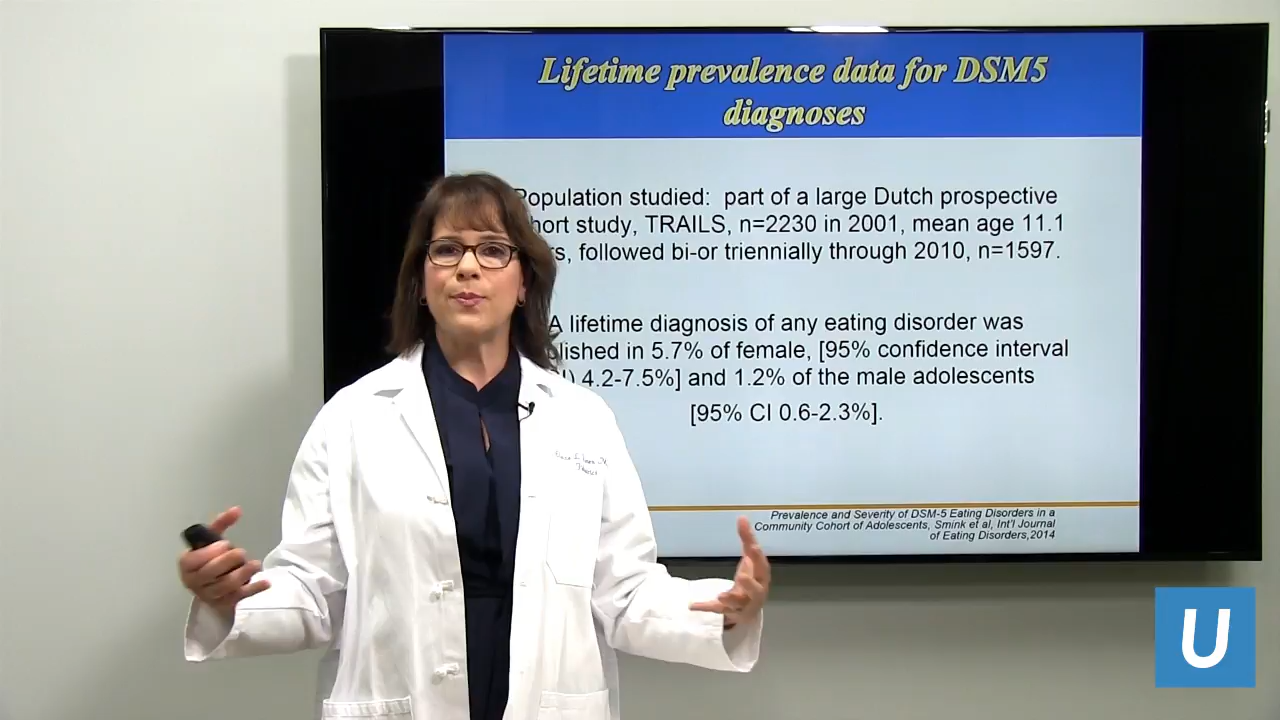 Lifetime prevalence data for DSM5
diagnoses
Population studied: part of a large Dutch prospective
hort study, TRAILS, n=2230 in 2001, mean age 11.1
rs, followed bi-or triennially through 2010, n=1597.
A lifetime diagnosis of any eating disorder was
lished in 5.7% of female, [95% confidence interval
I) 4.2-7.5%] and 1.2% of the male adolescents
[95% CI 0.6-2.3%].
Prevalence and Severity of DSM-5 Eating Disorders in a
Community Cohort of Adolescents, Smink et al, Int'l Journal
of Eating Disorders,2014
U